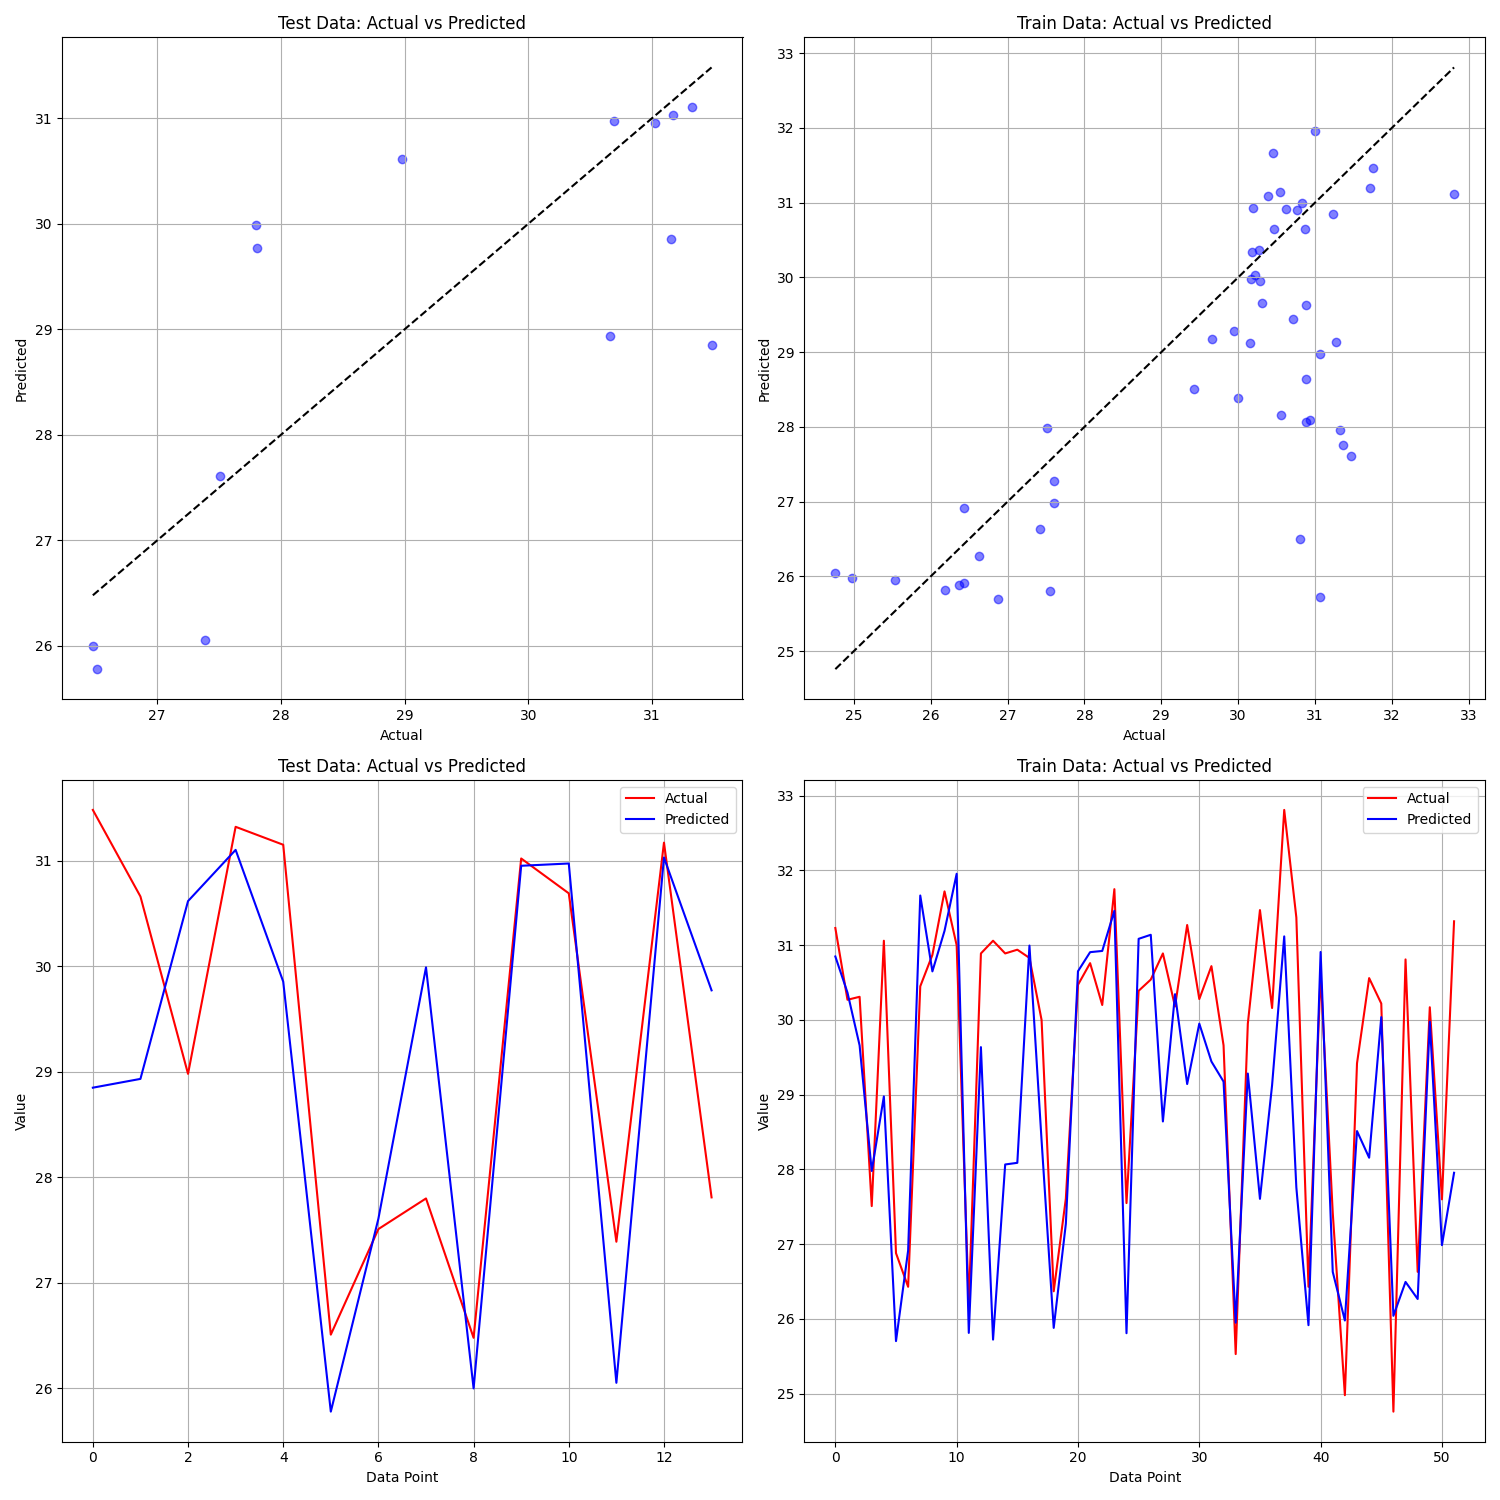 Test Data: Actual vs Predicted
31
30
29
28
27
26
Predicted
27 28 29 30 31
Actual
Train Data: Actual vs Predicted
33
32
31
30
29
28
27
26
25
Predicted
25 26 27 28 29 30 31 32 33
Actual
Test Data: Actual vs Predicted
Actual
Predicted
31
30
29
28
27
26
Value
0 2 4 6 8 10 12
Data Point
Train Data: Actual vs Predicted
Actual
Predicted
33
32
31
30
29
28
27
26
25
Value
0 10 20 30 40 50
Data Point